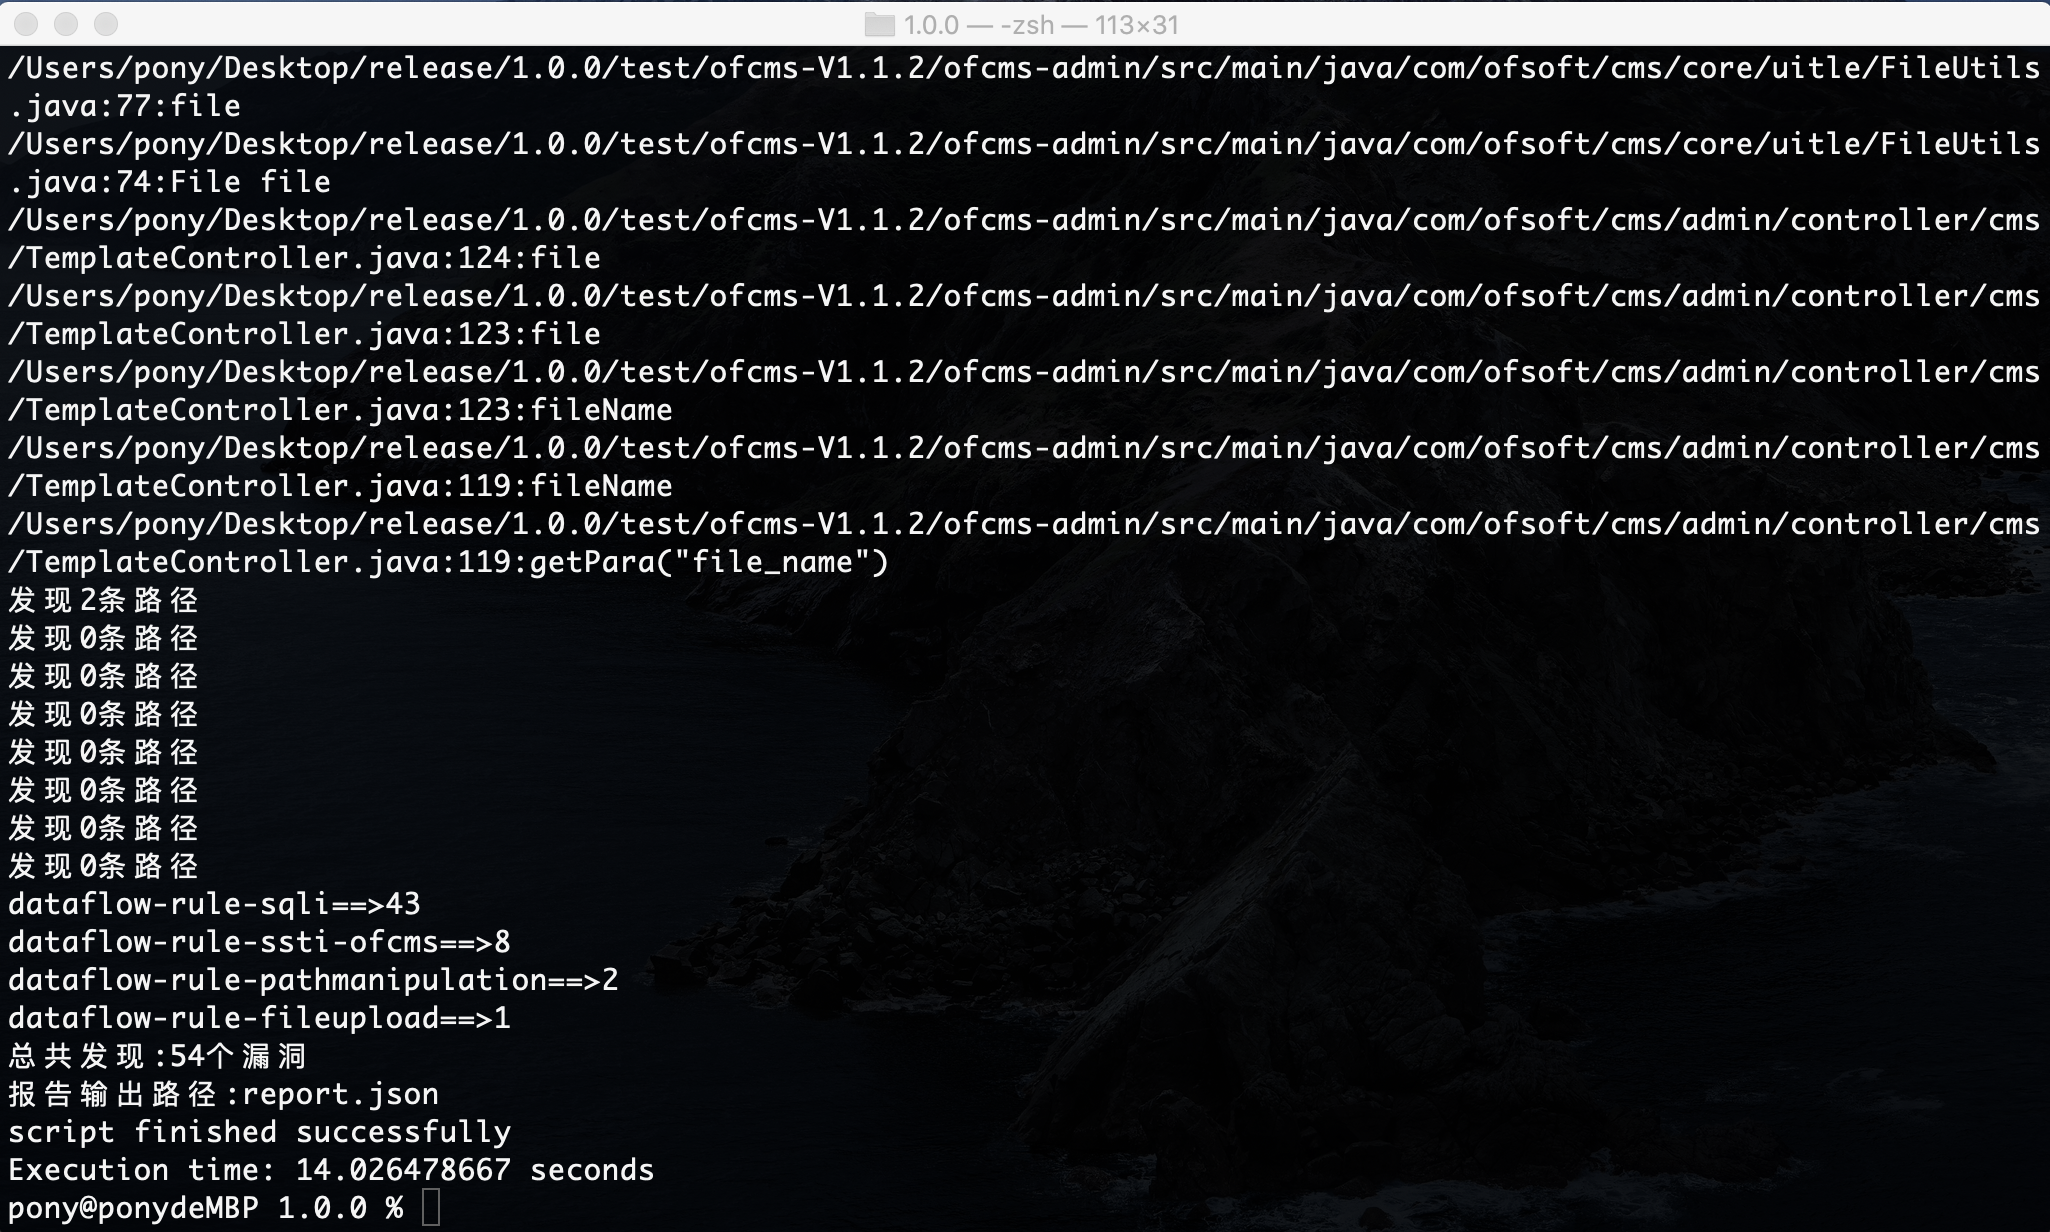 1.0.0 — -zsh — 113×31
/Users/pony/Desktop/release/1.0.0/test/ofcms-V1.1.2/ofcms-admin/src/main/java/com/ofsoft/cms/core/uitle/FileUtils
.java:77:file
/Users/pony/Desktop/release/1.0.0/test/ofcms-V1.1.2/ofcms-admin/src/main/java/com/ofsoft/cms/core/uitle/FileUtils
.java:74:File file
/Users/pony/Desktop/release/1.0.0/test/ofcms-V1.1.2/ofcms-admin/src/main/java/com/ofsoft/cms/admin/controller/cms
/TemplateController.java:124:file
/Users/pony/Desktop/release/1.0.0/test/ofcms-V1.1.2/ofcms-admin/src/main/java/com/ofsoft/cms/admin/controller/cms
/TemplateController.java:123:file
/Users/pony/Desktop/release/1.0.0/test/ofcms-V1.1.2/ofcms-admin/src/main/java/com/ofsoft/cms/admin/controller/cms
/TemplateController.java:123:fileName
/Users/pony/Desktop/release/1.0.0/test/ofcms-V1.1.2/ofcms-admin/src/main/java/com/ofsoft/cms/admin/controller/cms
/TemplateController.java:119:fileName
/Users/pony/Desktop/release/1.0.0/test/ofcms-V1.1.2/ofcms-admin/src/main/java/com/ofsoft/cms/admin/controller/cms
/TemplateController.java:119:getPara("file_name")
发现2条路径
发现0条路径
发现0条路径
发现0条路径
发现0条路径
发现0条路径
发现0条路径
发现0条路径
dataflow-rule-sqli==>43
dataflow-rule-ssti-ofcms==>8
dataflow-rule-pathmanipulation==>2
dataflow-rule-fileupload==>1
总共发现:54个漏洞
报告输出路径:report.json
script finished successfully
Execution time: 14.026478667 seconds
pony@ponydeMBP 1.0.0 %